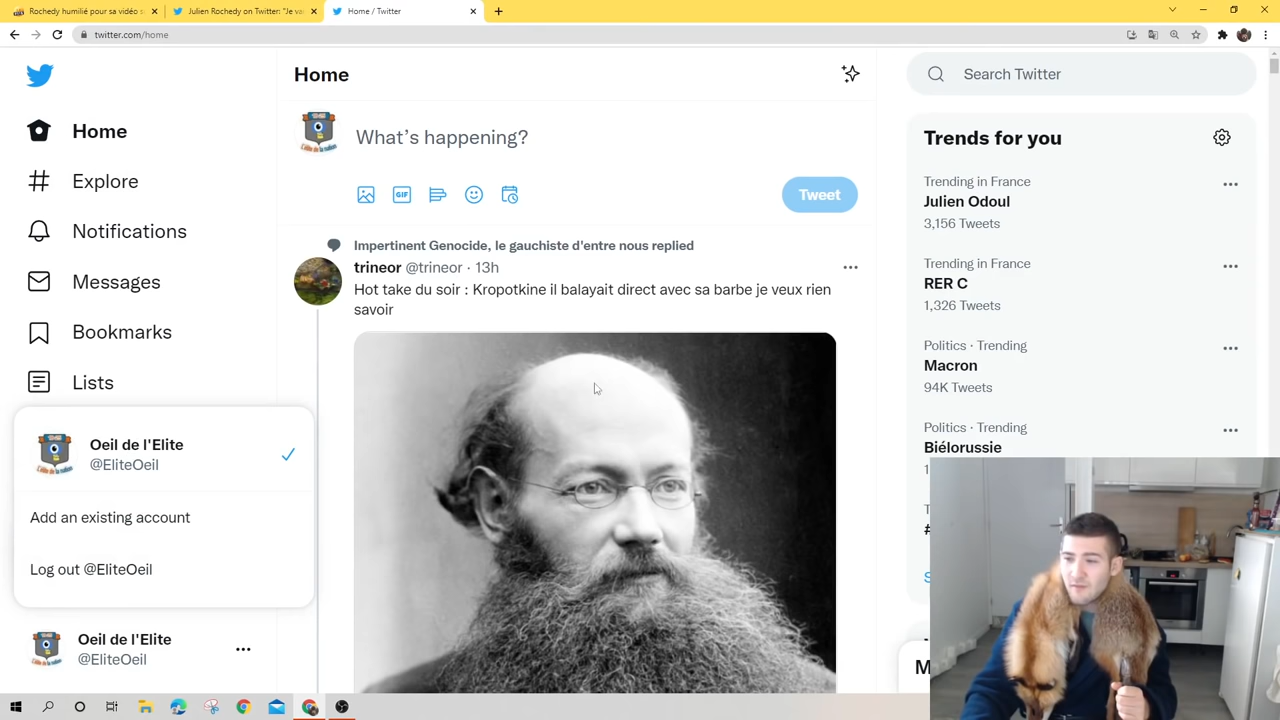 Rochedy humilié pour sa vidéo s
Julien Rochedy on Twitter: "Je va
Home / Twitter
twitter.com/home
Home
Explore
Notifications
Messages
Bookmarks
Lists
Oeil de l'Elite
@EliteOeil
Add an existing account
Log out @EliteOeil
Oeil de l'Elite
@EliteOeil
Home
What's happening?
GIF
Tweet
Impertinent Genocide, le gauchiste d'entre nous replied
trineor @trineor · 13h
Hot take du soir : Kropotkine il balayait direct avec sa barbe je veux rien
savoir
Search Twitter
Trends for you
Trending in France
Julien Odoul
3,156 Tweets
Trending in France
RER C
1,326 Tweets
Politics · Trending
Macron
94K Tweets
Politics · Trending
Biélorussie